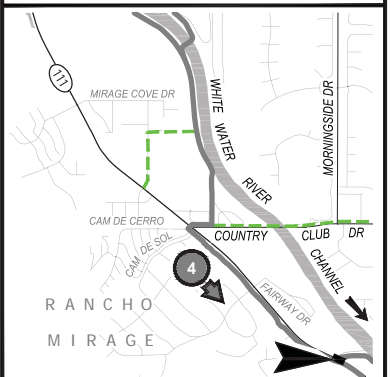 111
MIRAGE COVE DR
WHITE WATER RIVER CHANNEL
MORNINGSIDE DR
CAM DE CERRO
COUNTRY CLUB DR
CAM DE SOL
4
FAIRWAY DR
RANCHO
MIRAGE